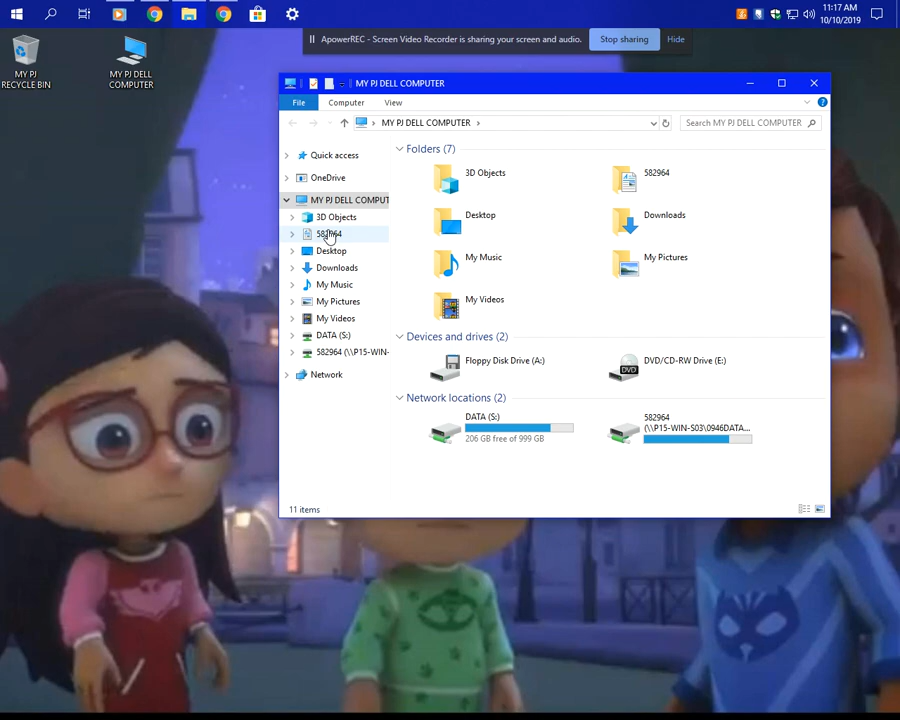 11:17 AM
10/10/2019
ApowerREC - Screen Video Recorder is sharing your screen and audio.
Stop sharing
Hide
MY PJ
RECYCLE BIN
MY PJ DELL
COMPUTER
MY PJ DELL COMPUTER
File
Computer
View
MY PJ DELL COMPUTER
Search MY PJ DELL COMPUTER
Quick access
OneDrive
MY PJ DELL COMPUT
3D Objects
582964
Desktop
Downloads
My Music
My Pictures
My Videos
DATA (S:)
582964 (\\P15-WIN-
Network
Folders (7)
3D Objects
582964
Desktop
Downloads
My Music
My Pictures
My Videos
Devices and drives (2)
Floppy Disk Drive (A:)
DVD
DVD/CD-RW Drive (E:)
Network locations (2)
DATA (S:)
206 GB free of 999 GB
582964
(\\P15-WIN-S03\0946DATA...
11 items